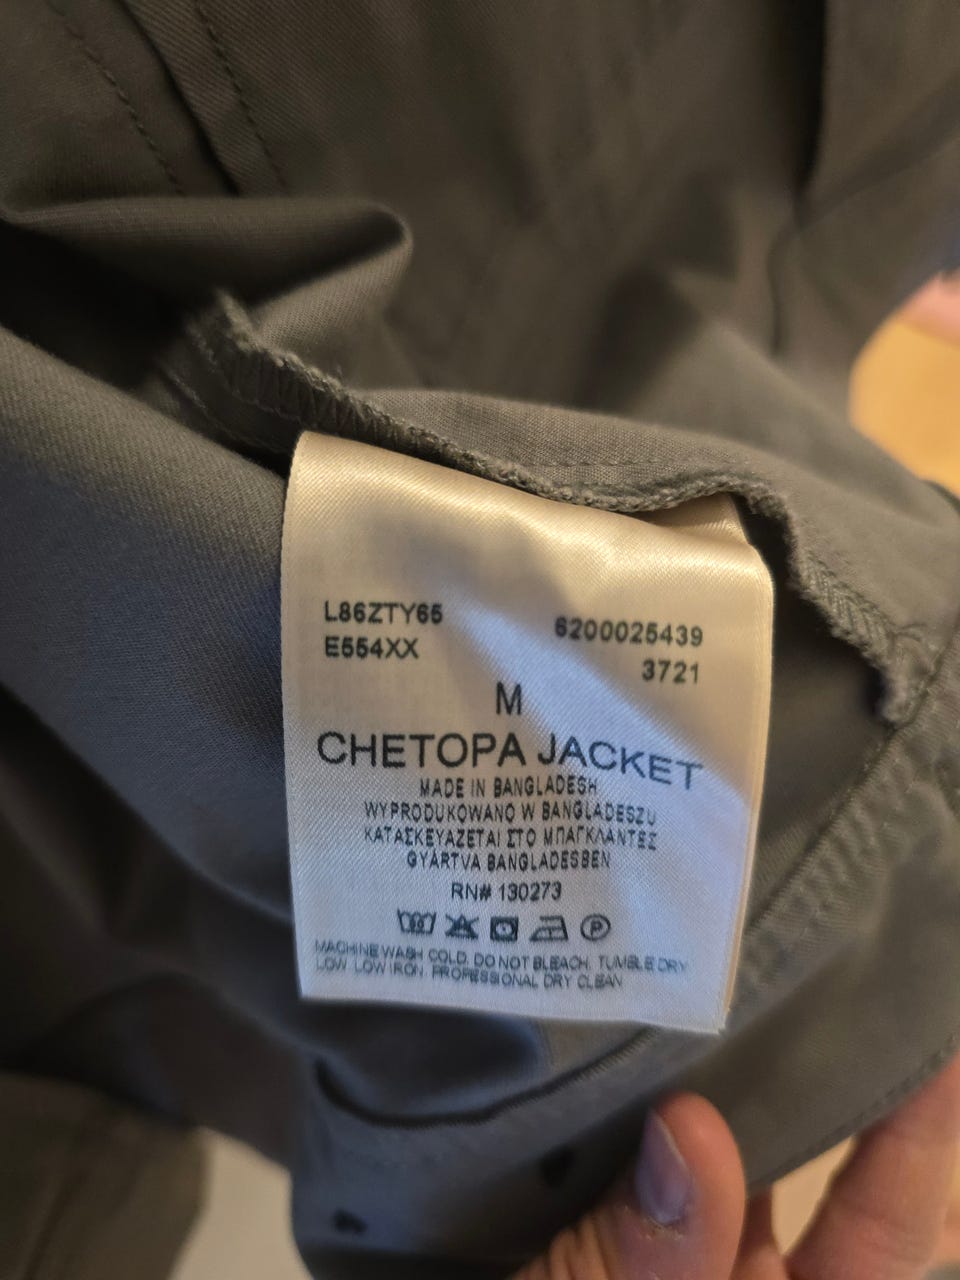 L86ZTY65
E554XX
6200025439
3721
M
CHETOPA JACKET
MADE IN BANGLADESH
WYPRODUKOWANO W BANGLADESZU
ΚΑΤΑΣΚΕΥΑΖΕΤΑΙ ΣΤΟ ΜΠΑΓΚΛΑΝΤΕΣ
GYÁRTVA BANGLADESBEN
RN# 130273
MACHINE WASH COLD, DO NOT BLEACH, TUMBLE DRY
LOW, LOW IRON, PROFESSIONAL DRY CLEAN